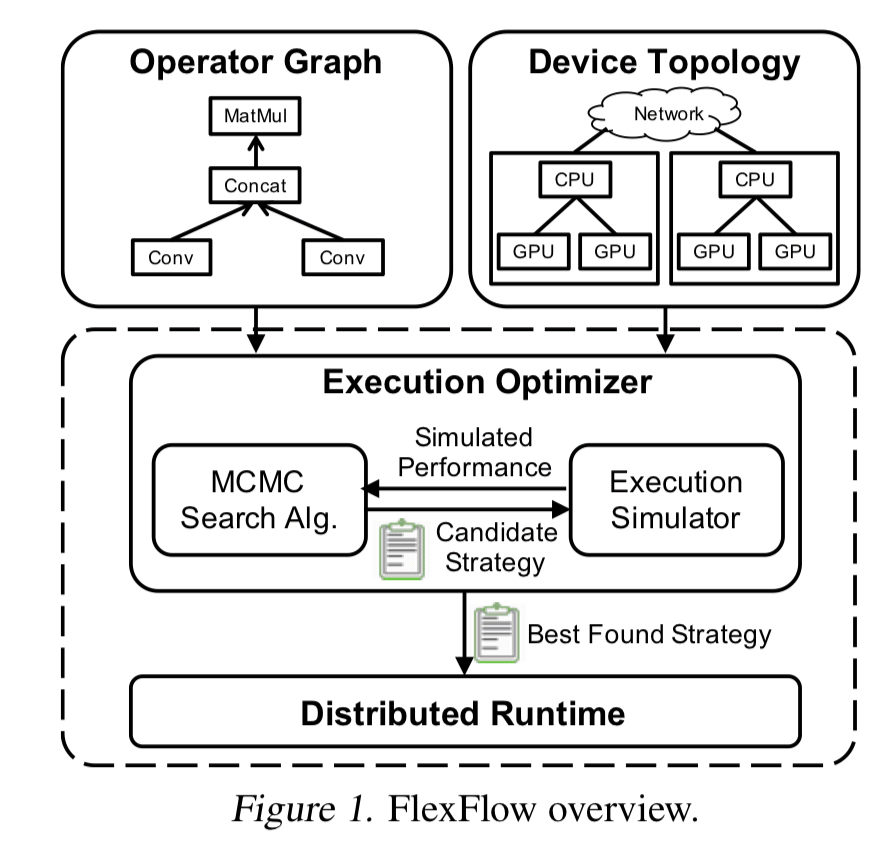 Operator Graph
MatMul
Concat
Conv
Conv
Device Topology
Network
CPU
CPU
GPU
GPU
GPU
GPU
Execution Optimizer
MCMC
Search Alg.
Simulated
Performance
Candidate
Strategy
Execution
Simulator
Best Found Strategy
Distributed Runtime
Figure 1. FlexFlow overview.